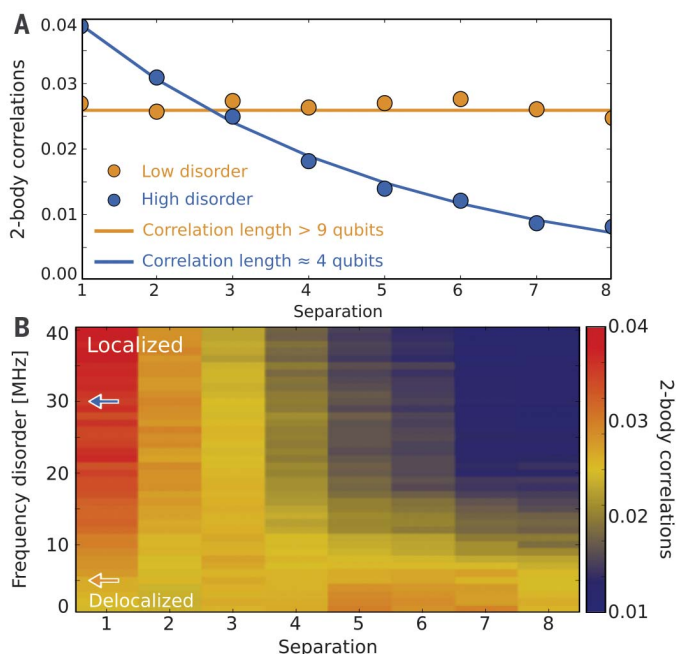 A
2-body correlations
0.04
0.03
0.02
0.01
0.00
Low disorder
High disorder
Correlation length > 9 qubits
Correlation length ≈ 4 qubits
1 2 3 4 5 6 7 8
Separation
B
Frequency disorder [MHz]
40
30
20
10
0
Localized
Delocalized
1 2 3 4 5 6 7 8
Separation
0.04
0.03
0.02
0.01
2-body correlations